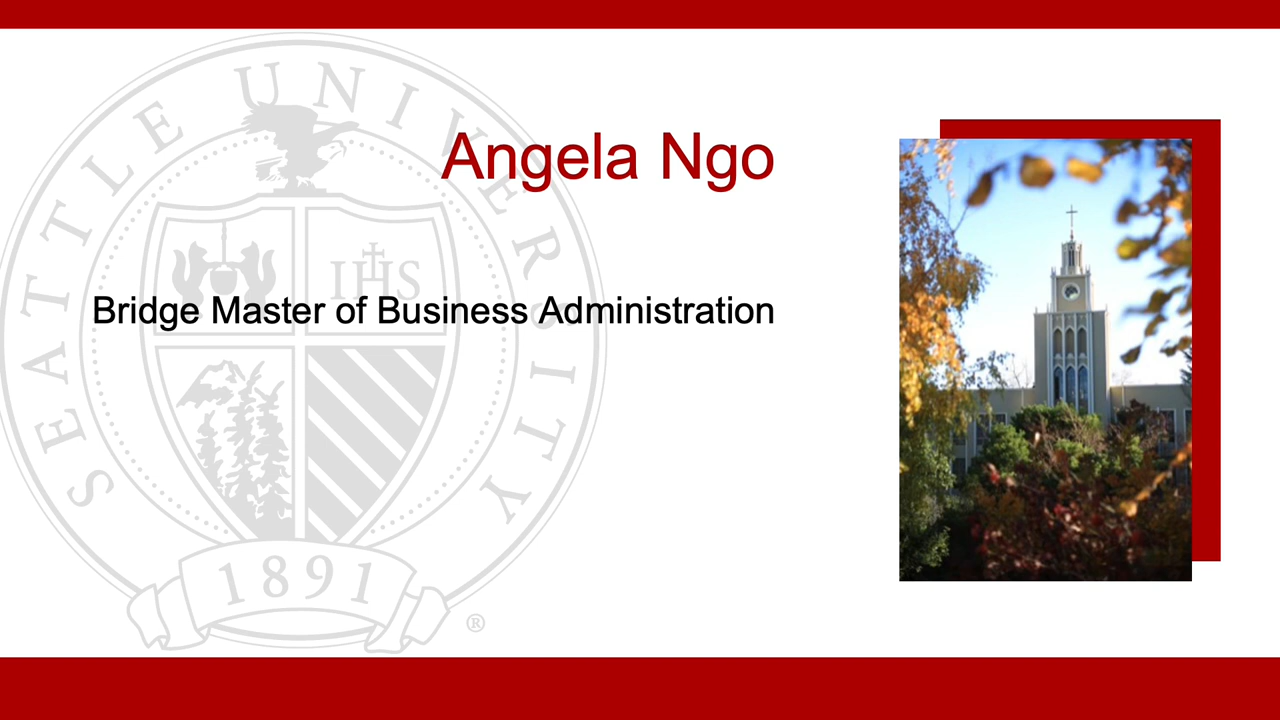 SEATTLE UNIVERSITY
Angela Ngo
IHS
Bridge Master of Business Administration
1891
®